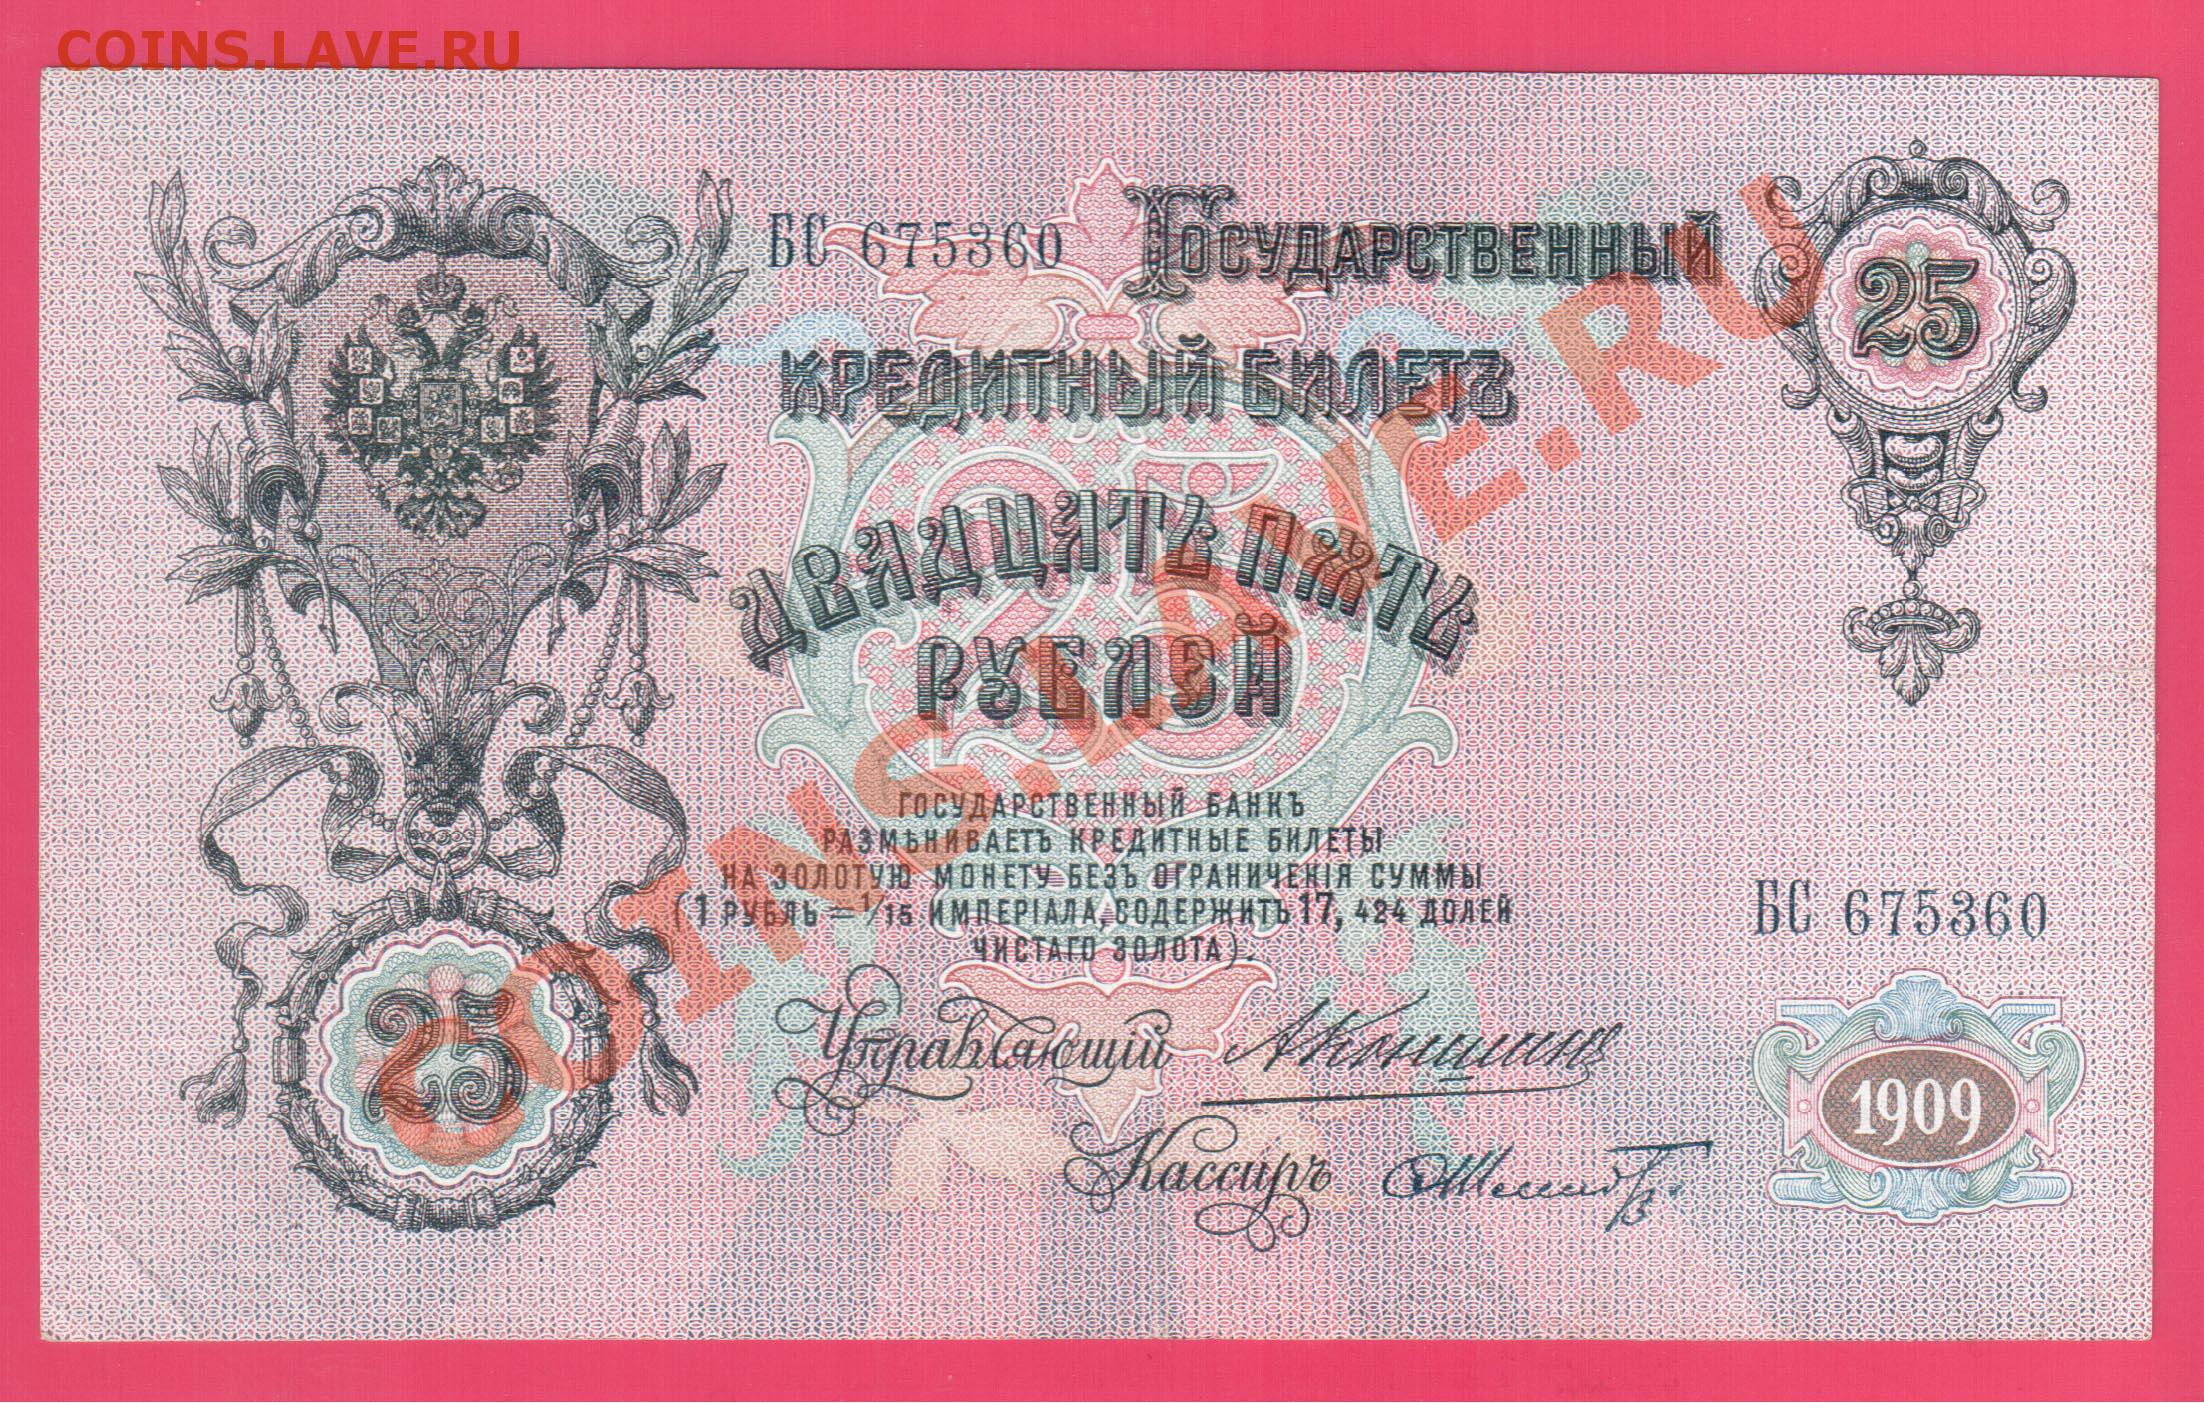 COINS.LAVE.RU
БС 675360
ГОСУДАРСТВЕННЫЙ
25
КРЕДИТНЫЙ БИЛЕТЪ
ДВАДЦАТЬ ПЯТЬ
РУБЛЕЙ
25
ГОСУДАРСТВЕННЫЙ БАНКЪ
РАЗМѢНИВАЕТЪ КРЕДИТНЫЕ БИЛЕТЫ
НА ЗОЛОТУЮ МОНЕТУ БЕЗЪ ОГРАНИЧЕНІЯ СУММЫ
(1 РУБЛЬ = 1/15 ИМПЕРІАЛА, СОДЕРЖИТЪ 17, 424 ДОЛЕЙ
ЧИСТАГО ЗОЛОТА).
БС 675360
25
Управляющій
Кассиръ
1909
COINS.LAVE.RU